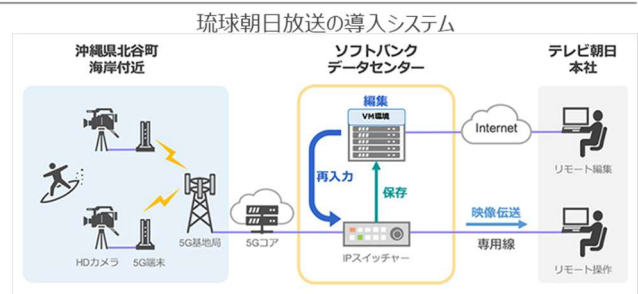 琉球朝日放送の導入システム
沖縄県北谷町
海岸付近
ソフトバンク
データセンター
テレビ朝日
本社
編集
VM環境
Internet
リモート編集
再入力
保存
映像伝送
専用線
HDカメラ
5G端末
5G基地局
5Gコア
IPスイッチャー
リモート操作